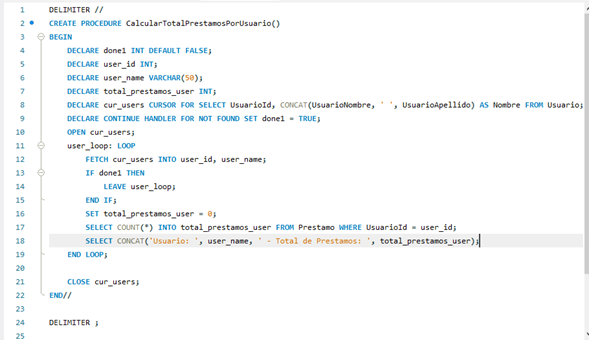 1 DELIMITER //
2 CREATE PROCEDURE CalcularTotalPrestamosPorUsuario()
3 BEGIN
4 DECLARE done1 INT DEFAULT FALSE;
5 DECLARE user_id INT;
6 DECLARE user_name VARCHAR(50);
7 DECLARE total_prestamos_user INT;
8 DECLARE cur_users CURSOR FOR SELECT UsuarioId, CONCAT(UsuarioNombre, ' ', UsuarioApellido) AS Nombre FROM Usuario;
9 DECLARE CONTINUE HANDLER FOR NOT FOUND SET done1 = TRUE;
10 OPEN cur_users;
11 user_loop: LOOP
12 FETCH cur_users INTO user_id, user_name;
13 IF done1 THEN
14 LEAVE user_loop;
15 END IF;
16 SET total_prestamos_user = 0;
17 SELECT COUNT(*) INTO total_prestamos_user FROM Prestamo WHERE UsuarioId = user_id;
18 SELECT CONCAT('Usuario: ', user_name, ' - Total de Prestamos: ', total_prestamos_user);
19 END LOOP;
20
21 CLOSE cur_users;
22 END//
23
24 DELIMITER ;
25